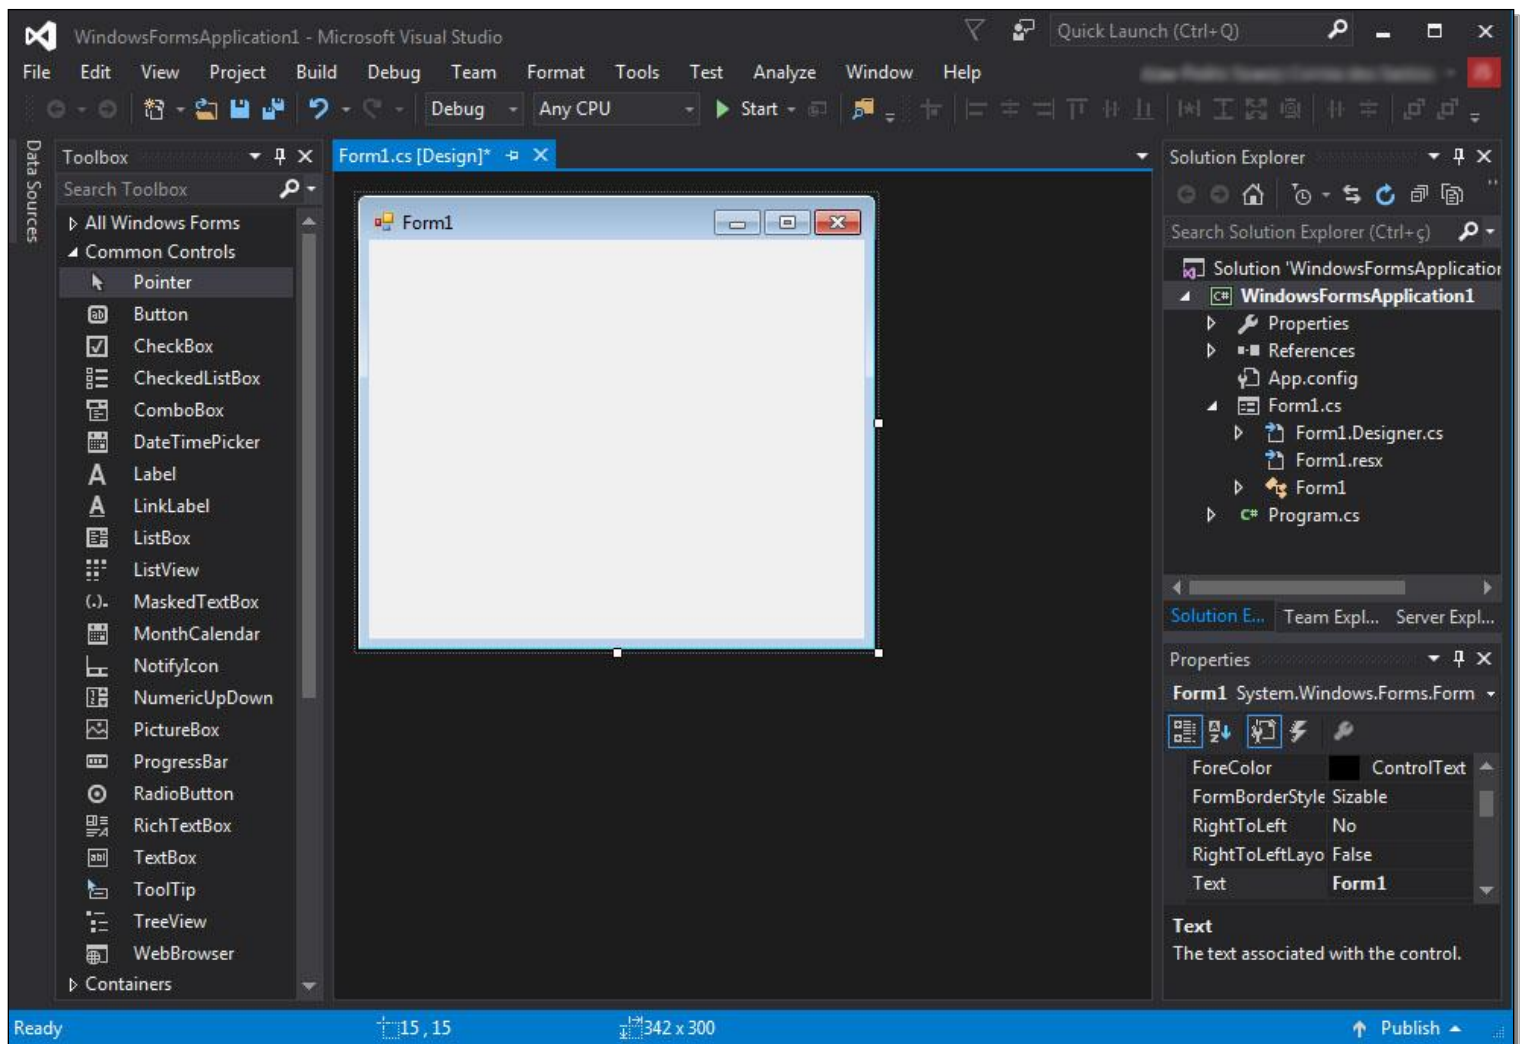 WindowsFormsApplication1 - Microsoft Visual Studio
Quick Launch (Ctrl+Q)
File Edit View Project Build Debug Team Format Tools Test Analyze Window Help
Debug Any CPU Start
Data Sources
Toolbox
Search Toolbox
All Windows Forms
Common Controls
Pointer
Button
CheckBox
CheckedListBox
ComboBox
DateTimePicker
Label
LinkLabel
ListBox
ListView
MaskedTextBox
MonthCalendar
NotifyIcon
NumericUpDown
PictureBox
ProgressBar
RadioButton
RichTextBox
TextBox
ToolTip
TreeView
WebBrowser
Containers
Form1.cs [Design]*
Form1
Solution Explorer
Search Solution Explorer (Ctrl+ç)
Solution 'WindowsFormsApplication
WindowsFormsApplication1
Properties
References
App.config
Form1.cs
Form1.Designer.cs
Form1.resx
Form1
Program.cs
Solution E... Team Expl... Server Expl...
Properties
Form1 System.Windows.Forms.Form
ForeColor ControlText
FormBorderStyle Sizable
RightToLeft No
RightToLeftLayo False
Text Form1
Text
The text associated with the control.
Ready 15 , 15 342 x 300 Publish